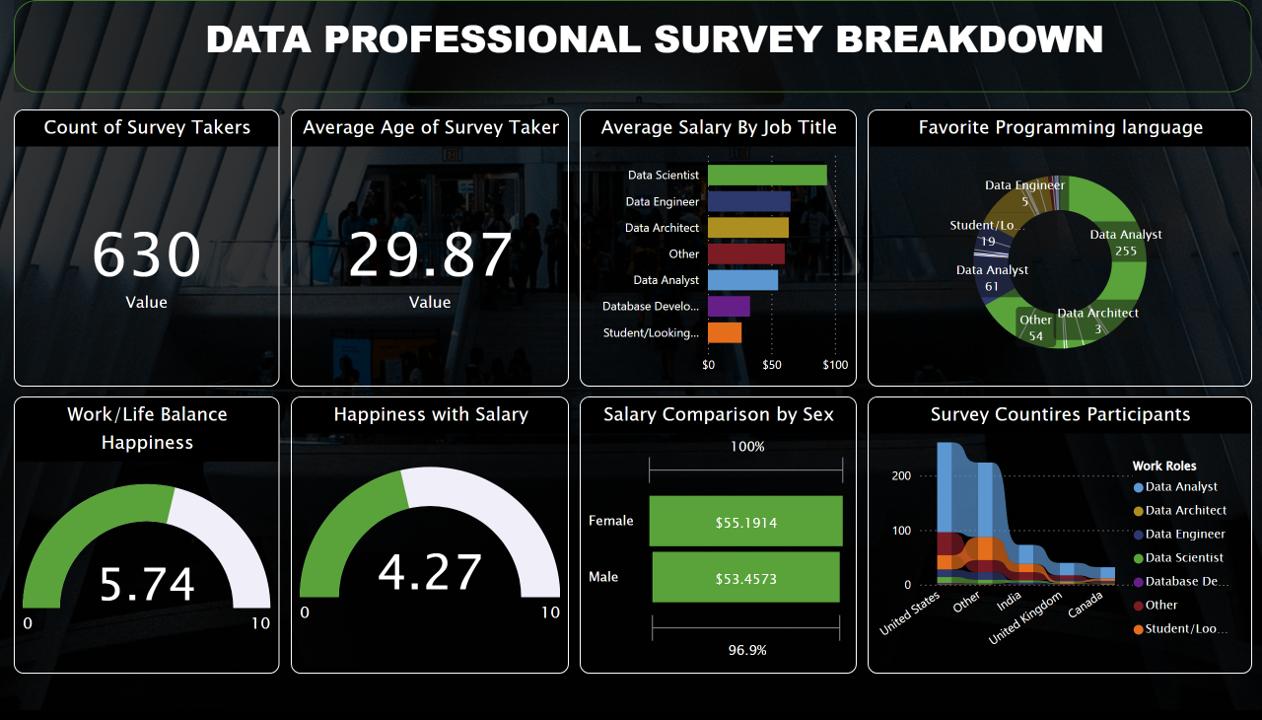 DATA PROFESSIONAL SURVEY BREAKDOWN
Count of Survey Takers
630
Value
Average Age of Survey Taker
29.87
Value
Average Salary By Job Title
Data Scientist
Data Engineer
Data Architect
Other
Data Analyst
Database Develo...
Student/Looking...
$0 $50 $100
Favorite Programming language
Data Engineer
5
Student/Lo...
19
Data Analyst
61
Data Analyst
255
Other
54
Data Architect
3
Work/Life Balance
Happiness
5.74
0 10
Happiness with Salary
4.27
0 10
Salary Comparison by Sex
100%
Female $55.1914
Male $53.4573
96.9%
Survey Countires Participants
200
100
0
United States
Other
India
United Kingdom
Canada
Work Roles
Data Analyst
Data Architect
Data Engineer
Data Scientist
Database De...
Other
Student/Loo...